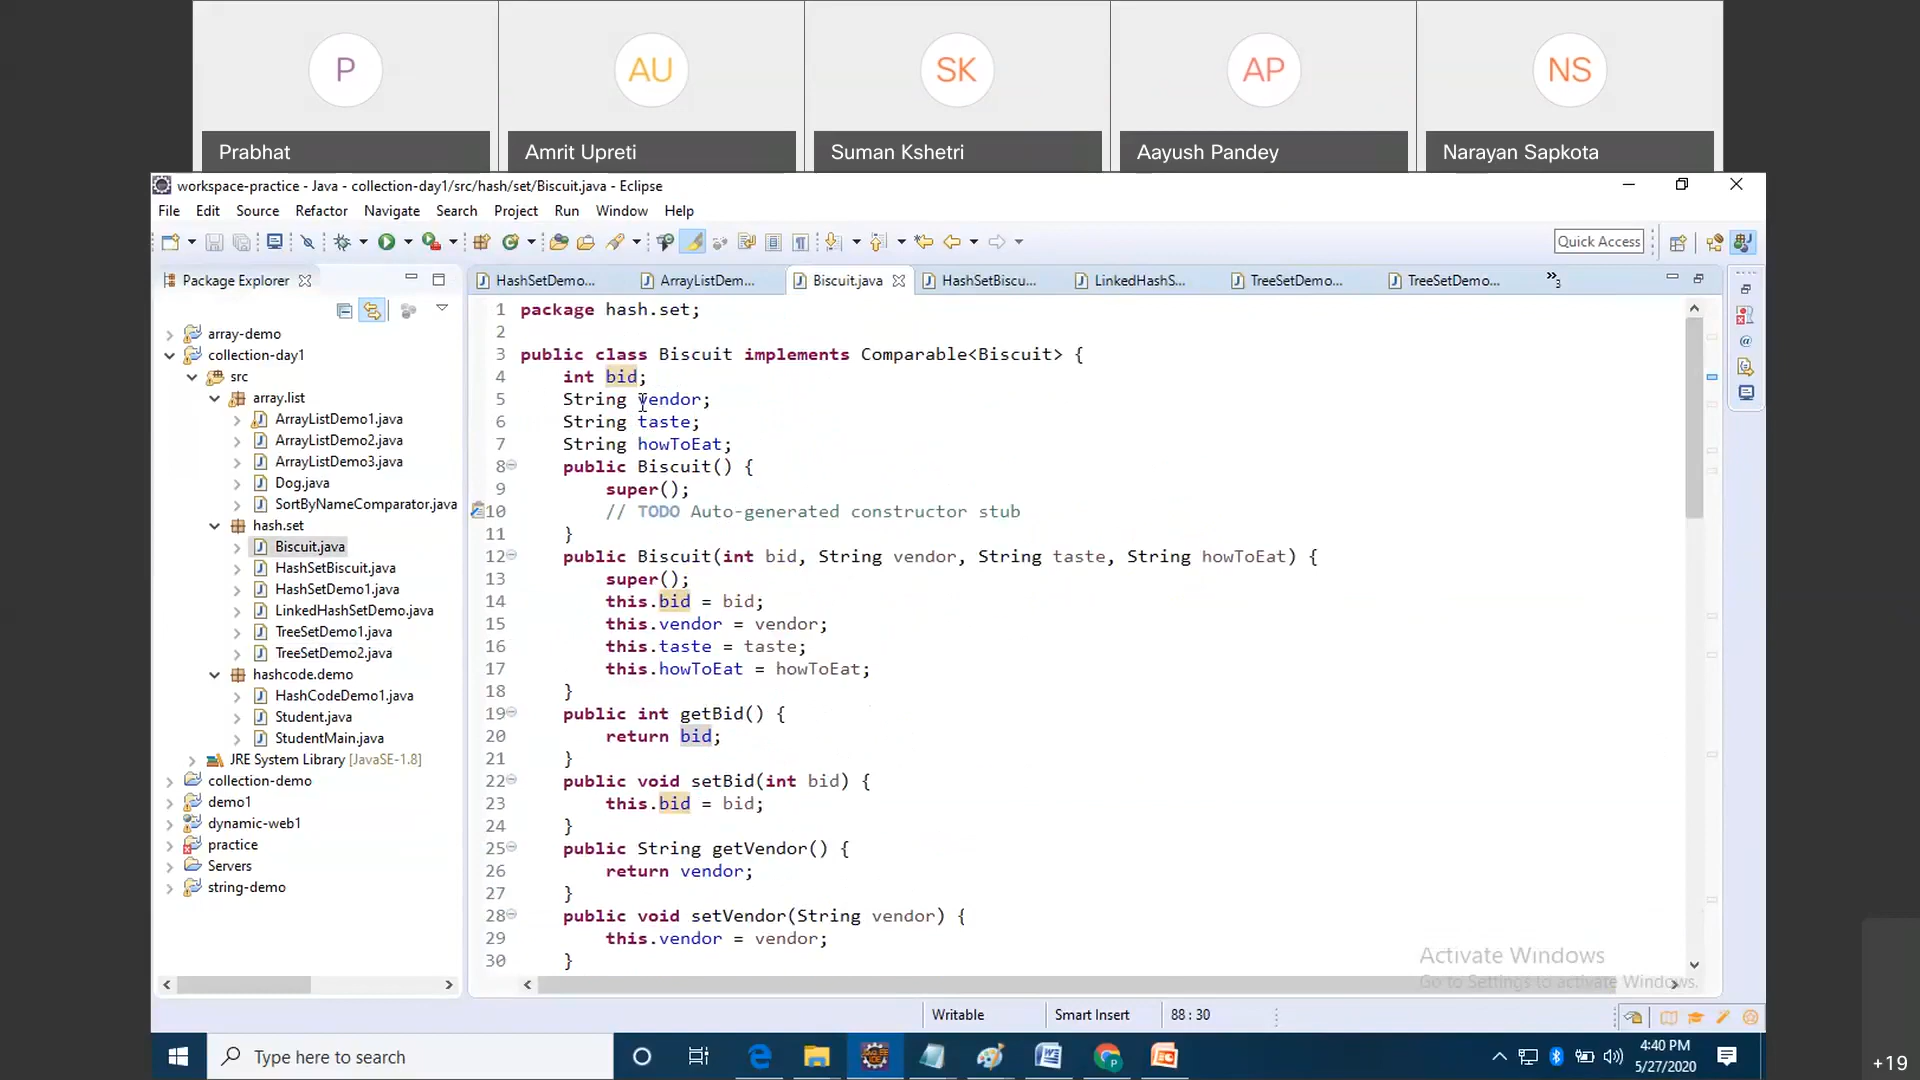 P
AU
SK
AP
NS
Prabhat
Amrit Upreti
Suman Kshetri
Aayush Pandey
Narayan Sapkota
workspace-practice - Java - collection-day1/src/hash/set/Biscuit.java - Eclipse
File Edit Source Refactor Navigate Search Project Run Window Help
Quick Access
Package Explorer
HashSetDemo... ArrayListDem... Biscuit.java HashSetBiscu... LinkedHashS... TreeSetDemo... TreeSetDemo... »3
array-demo
collection-day1
src
array.list
ArrayListDemo1.java
ArrayListDemo2.java
ArrayListDemo3.java
Dog.java
SortByNameComparator.java
hash.set
Biscuit.java
HashSetBiscuit.java
HashSetDemo1.java
LinkedHashSetDemo.java
TreeSetDemo1.java
TreeSetDemo2.java
hashcode.demo
HashCodeDemo1.java
Student.java
StudentMain.java
JRE System Library [JavaSE-1.8]
collection-demo
demo1
dynamic-web1
practice
Servers
string-demo
1 package hash.set;
2
3 public class Biscuit implements Comparable<Biscuit> {
4 int bid;
5 String vendor;
6 String taste;
7 String howToEat;
8 public Biscuit() {
9 super();
10 // TODO Auto-generated constructor stub
11 }
12 public Biscuit(int bid, String vendor, String taste, String howToEat) {
13 super();
14 this.bid = bid;
15 this.vendor = vendor;
16 this.taste = taste;
17 this.howToEat = howToEat;
18 }
19 public int getBid() {
20 return bid;
21 }
22 public void setBid(int bid) {
23 this.bid = bid;
24 }
25 public String getVendor() {
26 return vendor;
27 }
28 public void setVendor(String vendor) {
29 this.vendor = vendor;
30 }
Activate Windows
Go to Settings to activate Windows.
Writable Smart Insert 88 : 30
Type here to search
4:40 PM
5/27/2020
+19